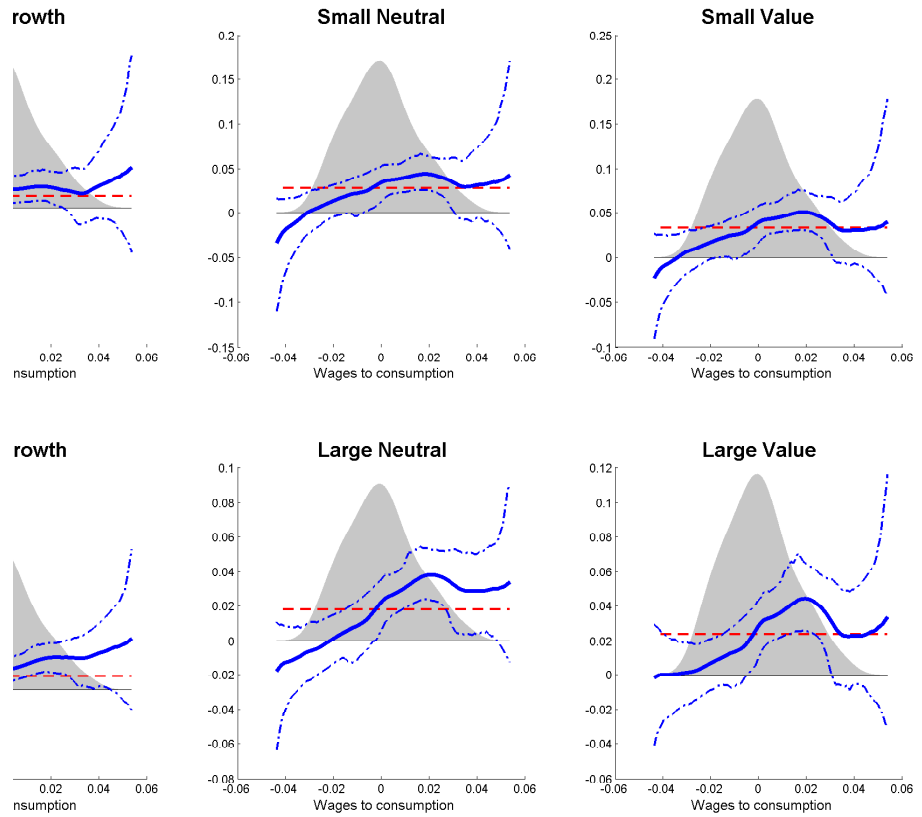 rowth
Small Neutral
Small Value
0.2
0.15
0.1
0.05
0
-0.05
-0.1
-0.15
0.25
0.2
0.15
0.1
0.05
0
-0.05
-0.1
0.02 0.04 0.06
-0.06 -0.04 -0.02 0 0.02 0.04 0.06
-0.06 -0.04 -0.02 0 0.02 0.04 0.06
nsumption
Wages to consumption
Wages to consumption
rowth
Large Neutral
Large Value
0.1
0.08
0.06
0.04
0.02
0
-0.02
-0.04
-0.06
-0.08
0.12
0.1
0.08
0.06
0.04
0.02
0
-0.02
-0.04
-0.06
0.02 0.04 0.06
-0.06 -0.04 -0.02 0 0.02 0.04 0.06
-0.06 -0.04 -0.02 0 0.02 0.04 0.06
nsumption
Wages to consumption
Wages to consumption